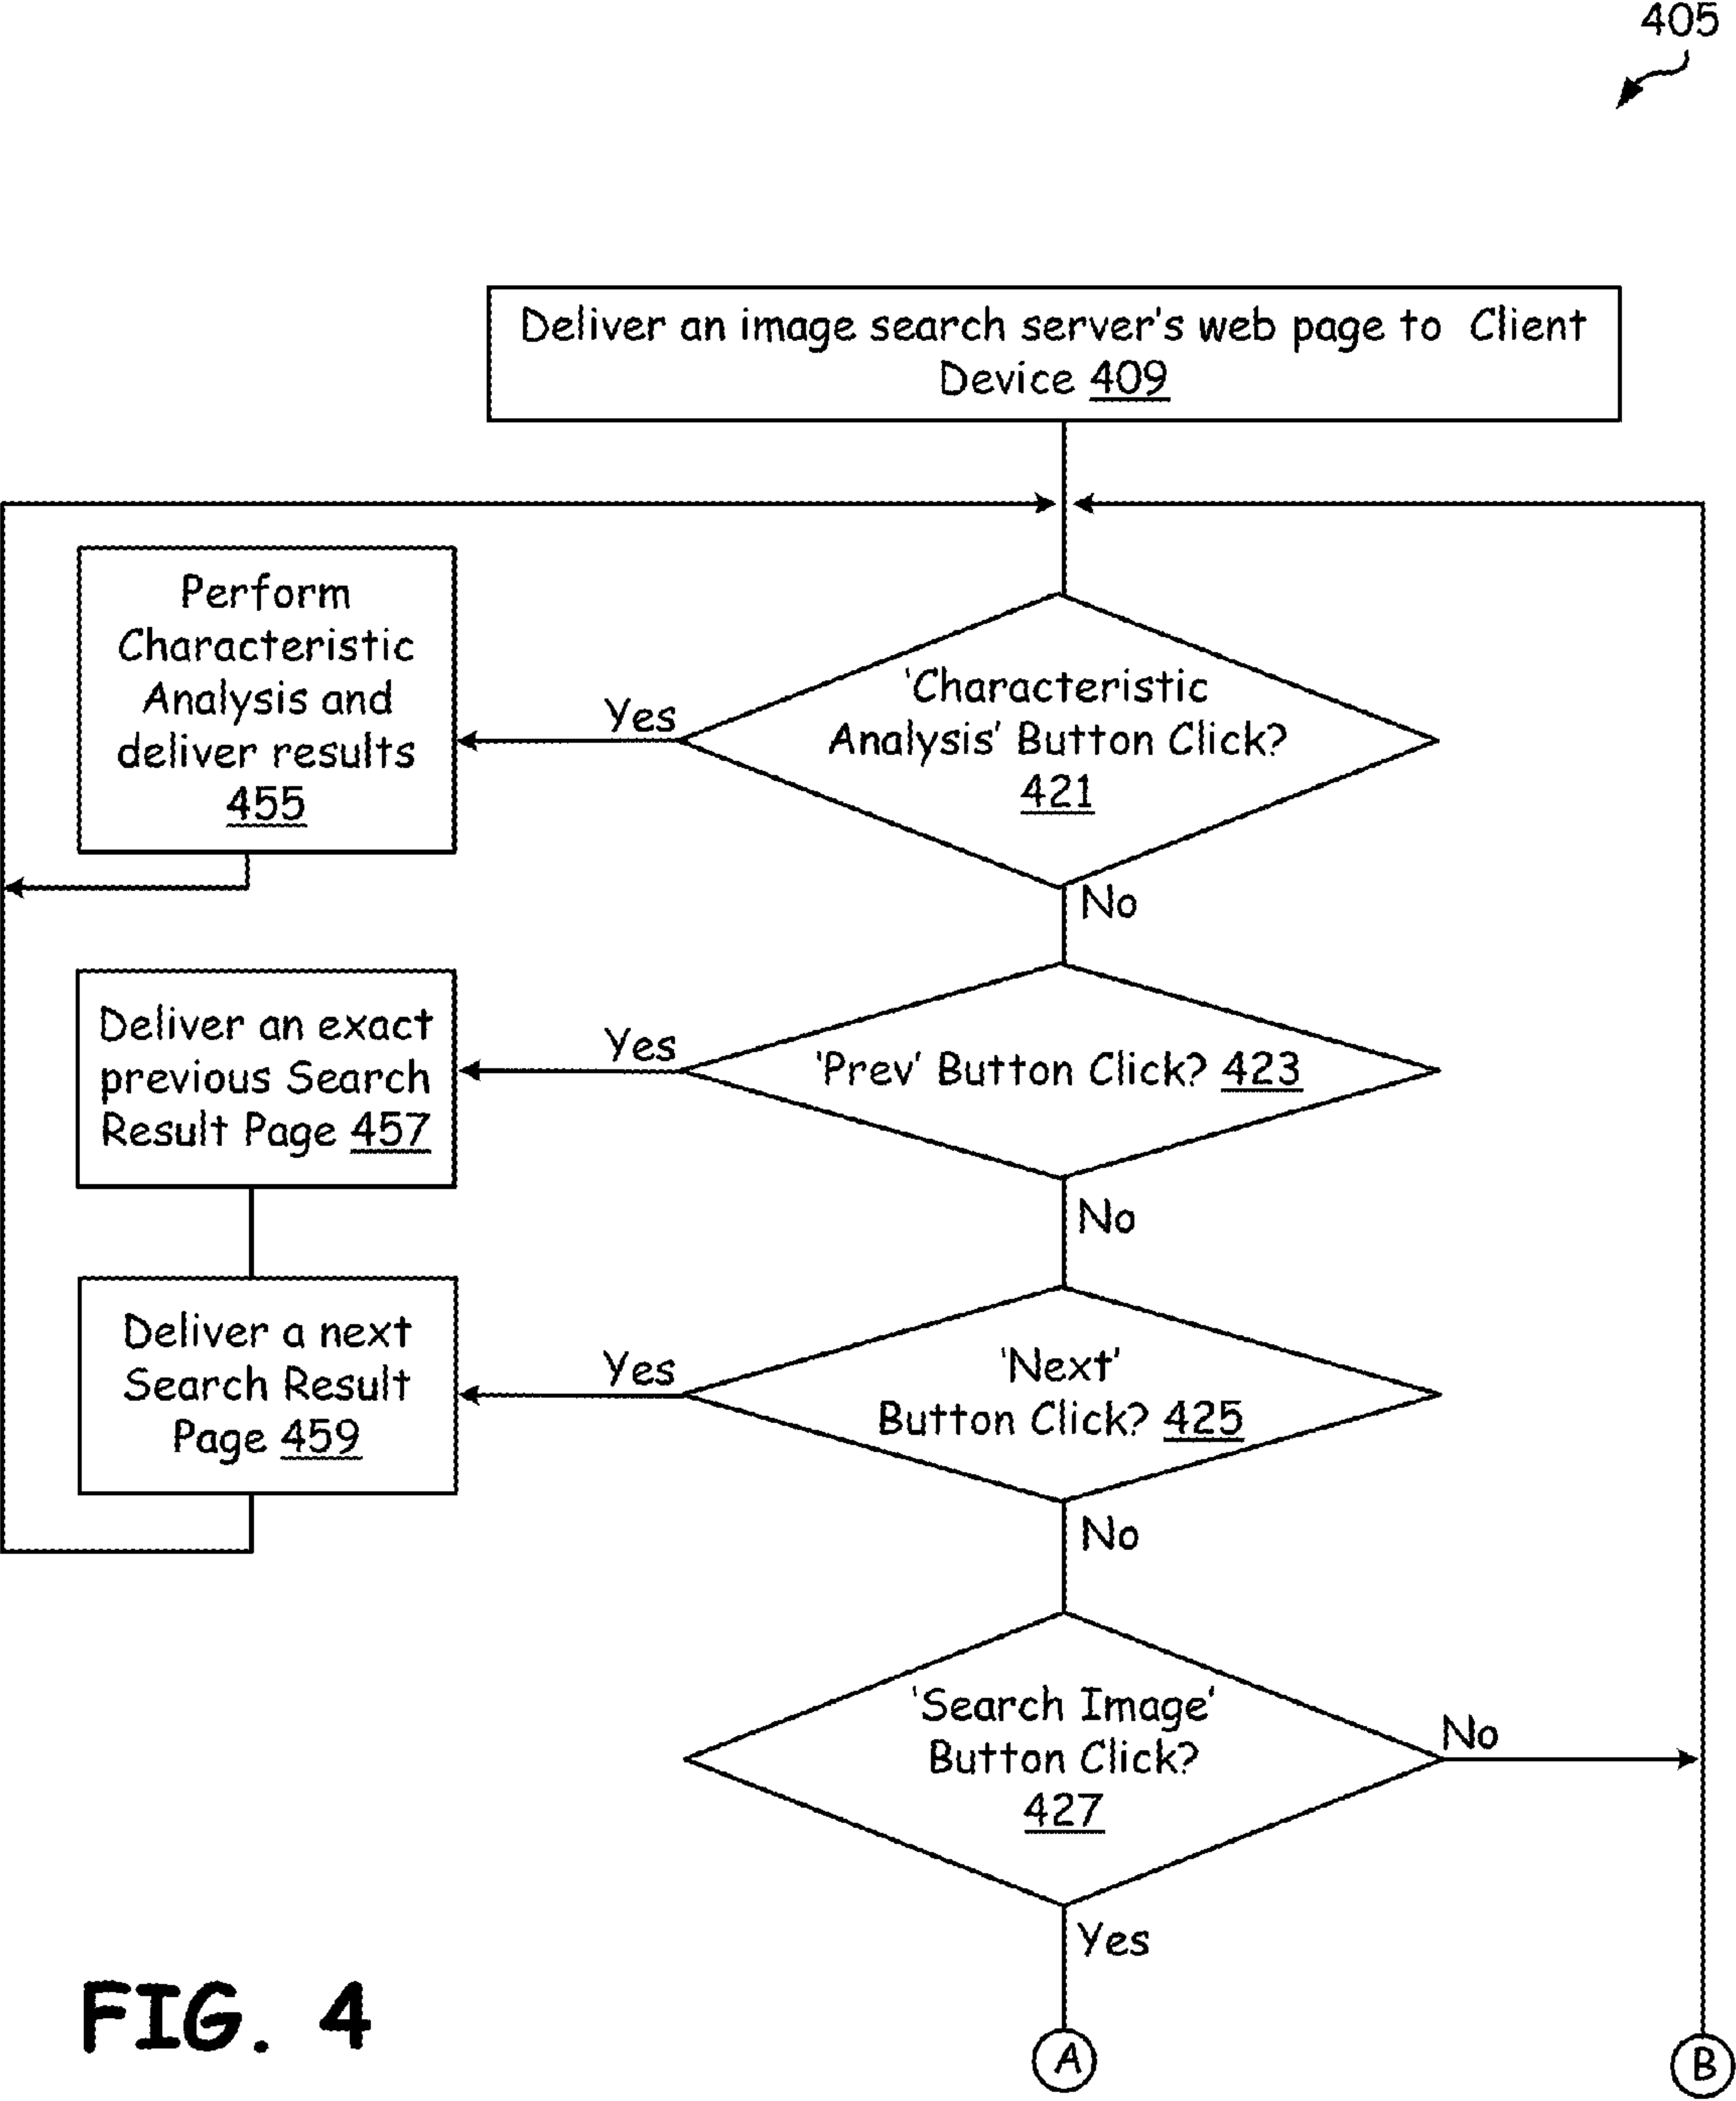 405
Deliver an image search server's web page to Client
Device 409
Perform
Characteristic
Analysis and
deliver results
455
'Characteristic
Analysis' Button Click?
421
Yes
No
Deliver an exact
previous Search
Result Page 457
Yes
'Prev' Button Click? 423
No
Deliver a next
Search Result
Page 459
Yes
'Next'
Button Click? 425
No
'Search Image'
Button Click?
427
No
Yes
FIG. 4
A
B